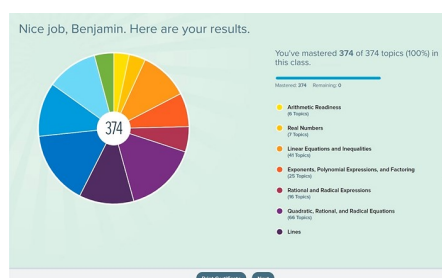 Nice job, Benjamin. Here are your results.
You've mastered 374 of 374 topics (100%) in
this class.
Mastered: 374 Remaining: 0
374
Arithmetic Readiness
(6 Topics)
Real Numbers
(7 Topics)
Linear Equations and Inequalities
(41 Topics)
Exponents, Polynomial Expressions, and Factoring
(25 Topics)
Rational and Radical Expressions
(16 Topics)
Quadratic, Rational, and Radical Equations
Topics)
Lines